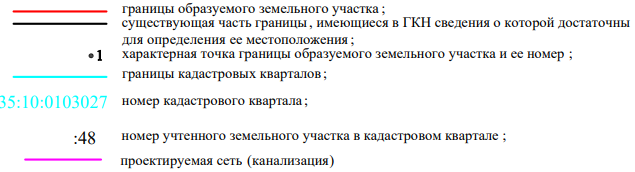 границы образуемого земельного участка;
существующая часть границы, имеющиеся в ГКН сведения о которой достаточны
для определения ее местоположения;
•1 характерная точка границы образуемого земельного участка и ее номер ;
границы кадастровых кварталов;
35:10:0103027 номер кадастрового квартала;
:48 номер учтенного земельного участка в кадастровом квартале ;
проектируемая сеть (канализация)